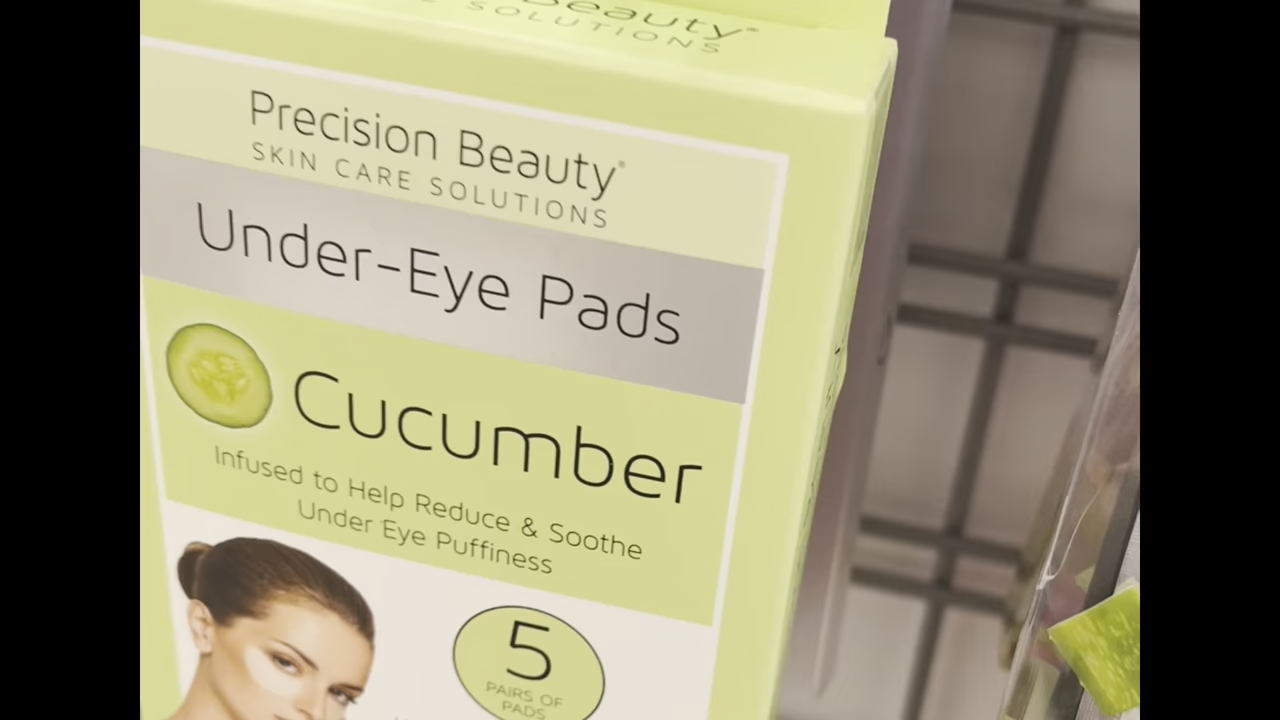 Beauty®
SOLUTIONS
Precision Beauty®
SKIN CARE SOLUTIONS
Under-Eye Pads
Cucumber
Infused to Help Reduce & Soothe
Under Eye Puffiness
5
PAIRS OF
PADS